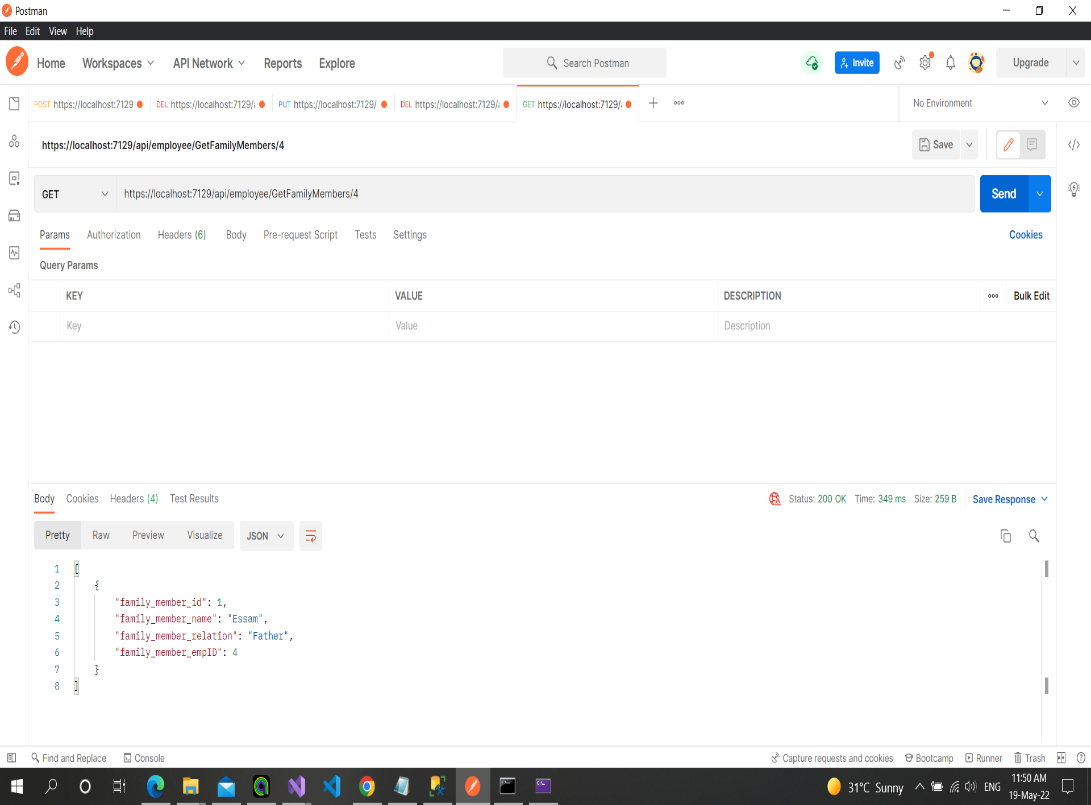 Postman
File Edit View Help
Home Workspaces API Network Reports Explore Search Postman Invite Upgrade
POST https://localhost:7129 DEL https://localhost:7129/ PUT https://localhost:7129/ DEL https://localhost:7129/ GET https://localhost:7129/ No Environment
https://localhost:7129/api/employee/GetFamilyMembers/4 Save
GET https://localhost:7129/api/employee/GetFamilyMembers/4 Send
Params Authorization Headers (6) Body Pre-request Script Tests Settings Cookies
Query Params
KEY VALUE DESCRIPTION Bulk Edit
Key Value Description
Body Cookies Headers (4) Test Results Status: 200 OK Time: 349 ms Size: 259 B Save Response
Pretty Raw Preview Visualize JSON
1 [
2 {
3 "family_member_id": 1,
4 "family_member_name": "Essam",
5 "family_member_relation": "Father",
6 "family_member_empID": 4
7 }
8 ]
Find and Replace Console Capture requests and cookies Bootcamp Runner Trash
31°C Sunny ENG 11:50 AM
19-May-22